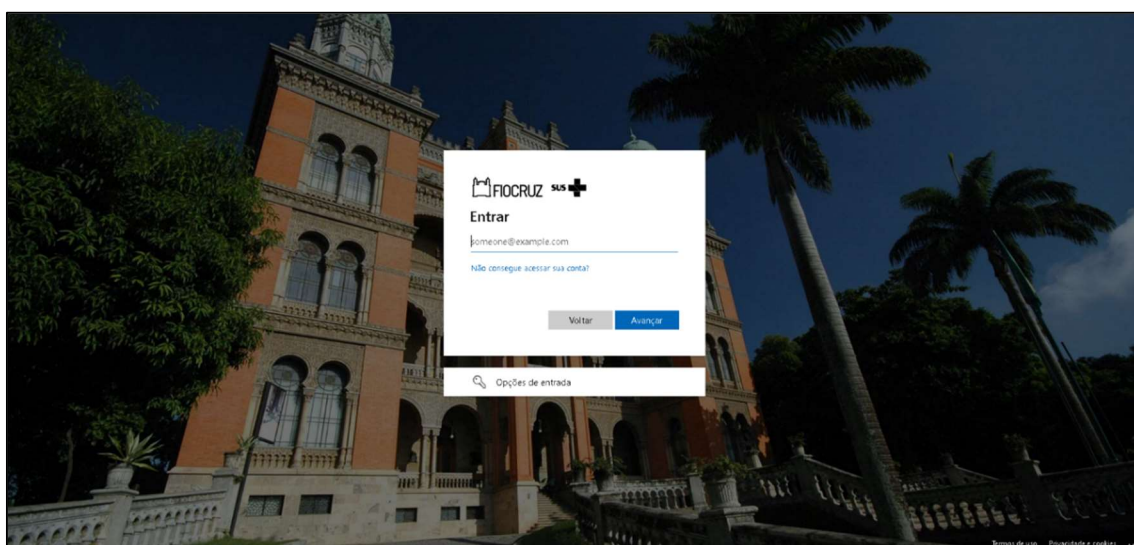 FIOCRUZ SUS
Entrar
someone@example.com
Não consegue acessar sua conta?
Voltar Avançar
Opções de entrada
Termos de uso Privacidade e cookies